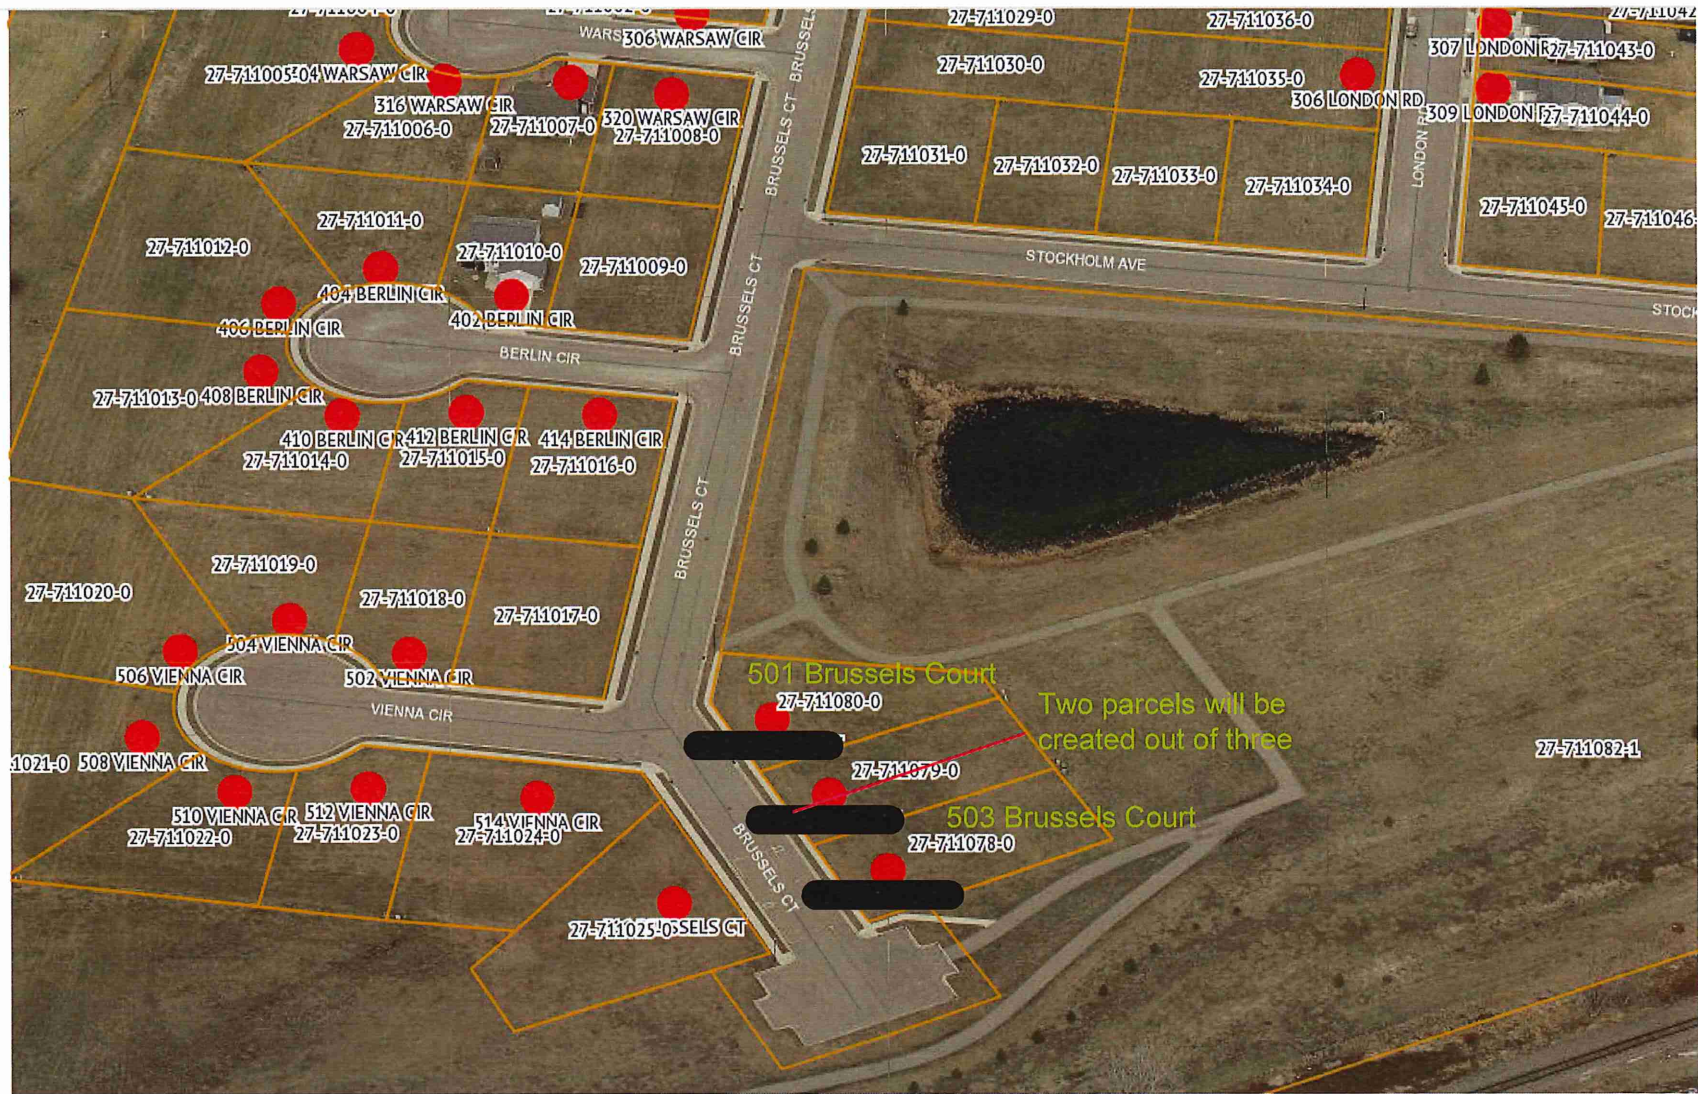 306 WARSAW CIR
27-711029-0
27-711036-0
27-711005-0
304 WARSAW CIR
316 WARSAW CIR
27-711006-0
27-711007-0
320 WARSAW CIR
27-711008-0
BRUSSELS CT
BRUSSELS
27-711030-0
27-711035-0
306 LONDON RD
307 LONDON
27-711043-0
309 LONDON
27-711044-0
LONDON RD
27-711031-0
27-711032-0
27-711033-0
27-711034-0
27-711045-0
27-711046-
27-711012-0
27-711011-0
27-711010-0
27-711009-0
STOCKHOLM AVE
404 BERLIN CIR
406 BERLIN CIR
402 BERLIN CIR
BRUSSELS CT
BERLIN CIR
27-711013-0
408 BERLIN CIR
410 BERLIN CIR
412 BERLIN CIR
414 BERLIN CIR
27-711014-0
27-711015-0
27-711016-0
BRUSSELS CT
27-711020-0
27-711019-0
27-711018-0
27-711017-0
504 VIENNA CIR
506 VIENNA CIR
502 VIENNA CIR
VIENNA CIR
501 Brussels Court
27-711080-0
Two parcels will be
created out of three
27-711082-1
1021-0
508 VIENNA CIR
27-711079-0
510 VIENNA CIR
512 VIENNA CIR
514 VIENNA CIR
27-711022-0
27-711023-0
27-711024-0
503 Brussels Court
27-711078-0
BRUSSELS CT
27-711025-0
SELS CT